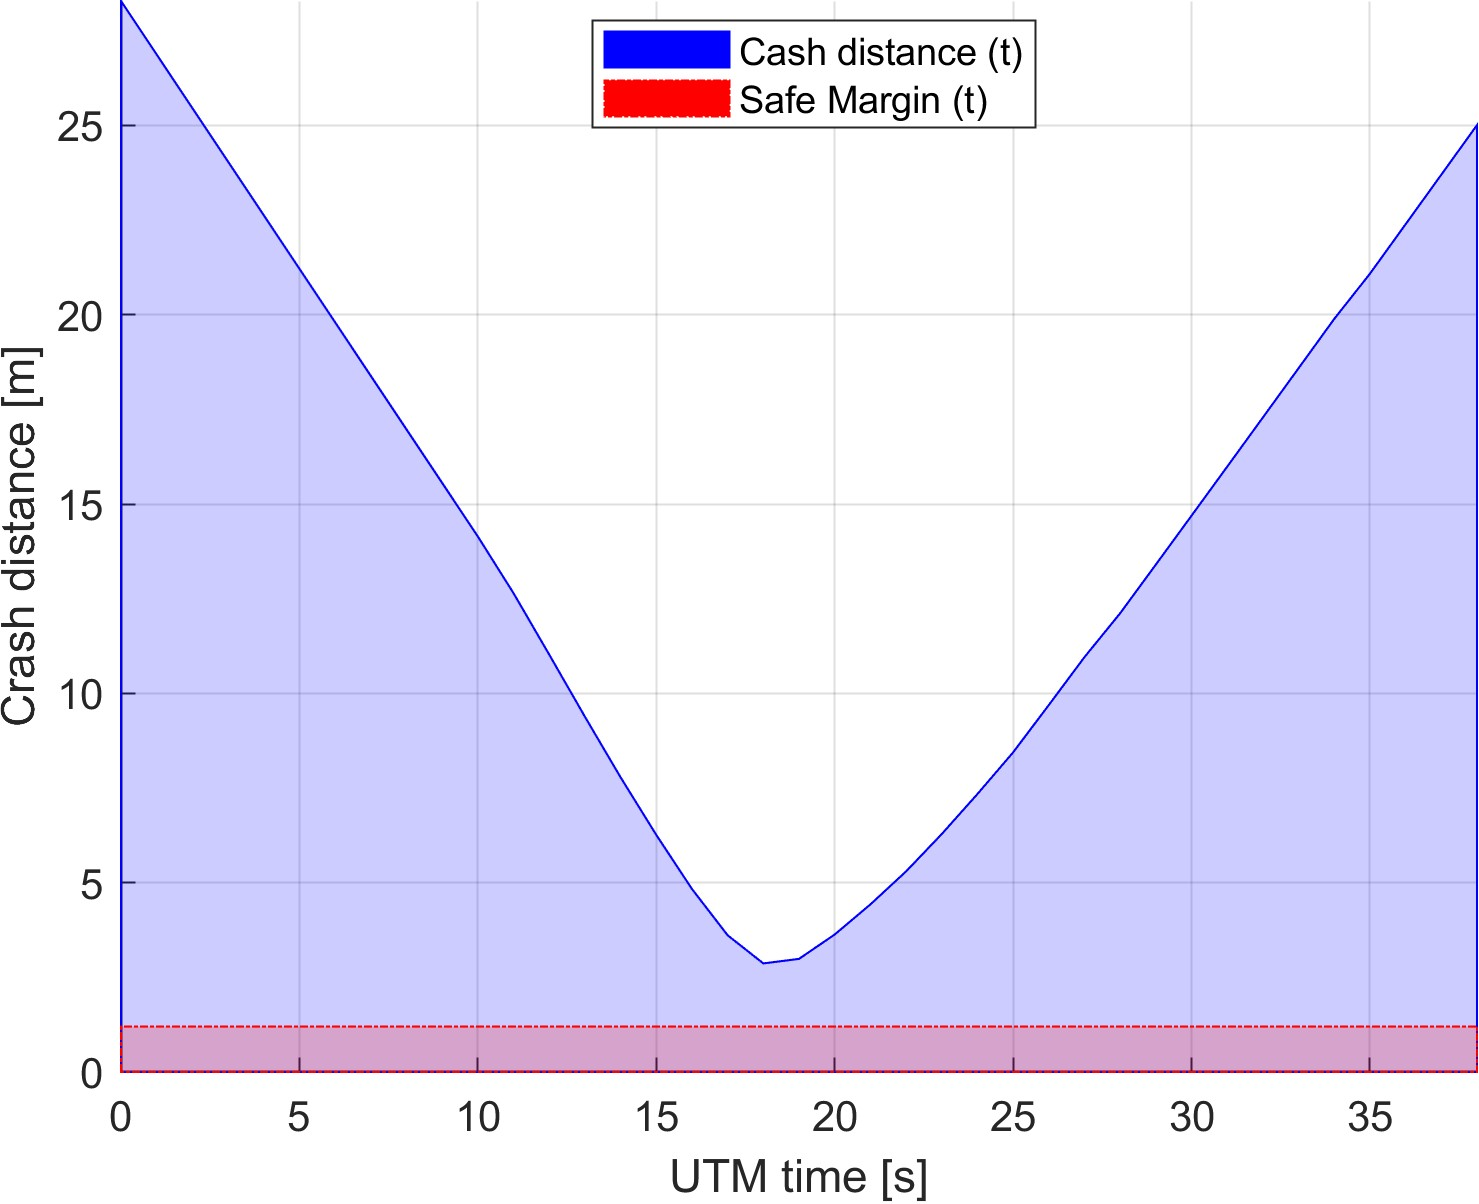 Cash distance (t)
Safe Margin (t)
Crash distance [m]
25
20
15
10
5
0
0 5 10 15 20 25 30 35
UTM time [s]